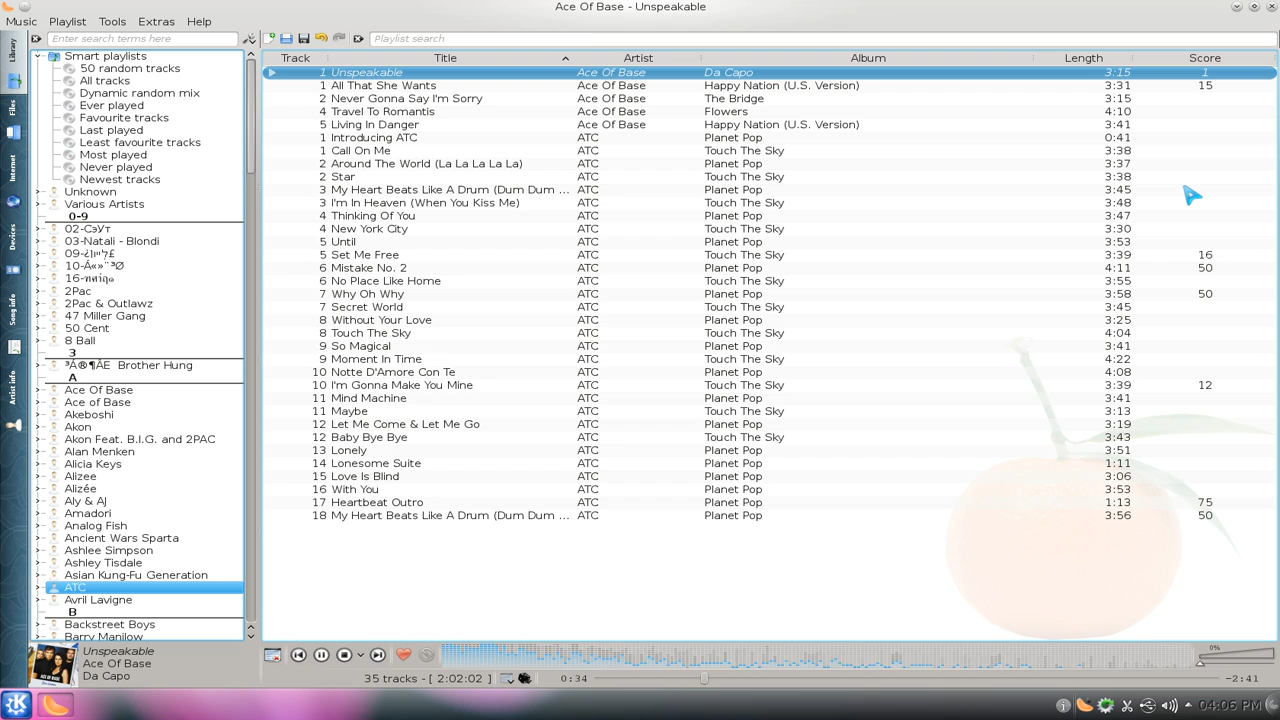 Ace Of Base - Unspeakable
Music Playlist Tools Extras Help
Enter search terms here
Playlist search
Library
Files
Internet
Devices
Song info
Artist info
Smart playlists
50 random tracks
All tracks
Dynamic random mix
Ever played
Favourite tracks
Last played
Least favourite tracks
Most played
Never played
Newest tracks
Unknown
Various Artists
0-9
02-СэУт
03-Natali - Blondi
2Pac
2Pac & Outlawz
47 Miller Gang
50 Cent
8 Ball
3
³Á®¶ÂE Brother Hung
A
Ace Of Base
Ace of Base
Akeboshi
Akon
Akon Feat. B.I.G. and 2PAC
Alan Menken
Alicia Keys
Alizee
Alizée
Aly & AJ
Amadori
Analog Fish
Ancient Wars Sparta
Ashlee Simpson
Ashley Tisdale
Asian Kung-Fu Generation
ATC
Avril Lavigne
B
Backstreet Boys
Barry Manilow
Track Title Artist Album Length Score
1 Unspeakable Ace Of Base Da Capo 3:15 1
1 All That She Wants Ace Of Base Happy Nation (U.S. Version) 3:31 15
2 Never Gonna Say I'm Sorry Ace Of Base The Bridge 3:15
4 Travel To Romantis Ace Of Base Flowers 4:10
5 Living In Danger Ace Of Base Happy Nation (U.S. Version) 3:41
1 Introducing ATC ATC Planet Pop 0:41
1 Call On Me ATC Touch The Sky 3:38
2 Around The World (La La La La La) ATC Planet Pop 3:37
2 Star ATC Touch The Sky 3:38
3 My Heart Beats Like A Drum (Dum Dum ... ATC Planet Pop 3:45
3 I'm In Heaven (When You Kiss Me) ATC Touch The Sky 3:48
4 Thinking Of You ATC Planet Pop 3:47
4 New York City ATC Touch The Sky 3:30
5 Until ATC Planet Pop 3:53
5 Set Me Free ATC Touch The Sky 3:39 16
6 Mistake No. 2 ATC Planet Pop 4:11 50
6 No Place Like Home ATC Touch The Sky 3:55
7 Why Oh Why ATC Planet Pop 3:58 50
7 Secret World ATC Touch The Sky 3:45
8 Without Your Love ATC Planet Pop 3:25
8 Touch The Sky ATC Touch The Sky 4:04
9 So Magical ATC Planet Pop 3:41
9 Moment In Time ATC Touch The Sky 4:22
10 Notte D'Amore Con Te ATC Planet Pop 4:08
10 I'm Gonna Make You Mine ATC Touch The Sky 3:39 12
11 Mind Machine ATC Planet Pop 3:41
11 Maybe ATC Touch The Sky 3:13
12 Let Me Come & Let Me Go ATC Planet Pop 3:19
12 Baby Bye Bye ATC Touch The Sky 3:43
13 Lonely ATC Planet Pop 3:51
14 Lonesome Suite ATC Planet Pop 1:11
15 Love Is Blind ATC Planet Pop 3:06
16 With You ATC Planet Pop 3:53
17 Heartbeat Outro ATC Planet Pop 1:13 75
18 My Heart Beats Like A Drum (Dum Dum ... ATC Planet Pop 3:56 50
Unspeakable
Ace Of Base
Da Capo
0%
35 tracks - [ 2:02:02 ] 0:34 -2:41
04:06 PM